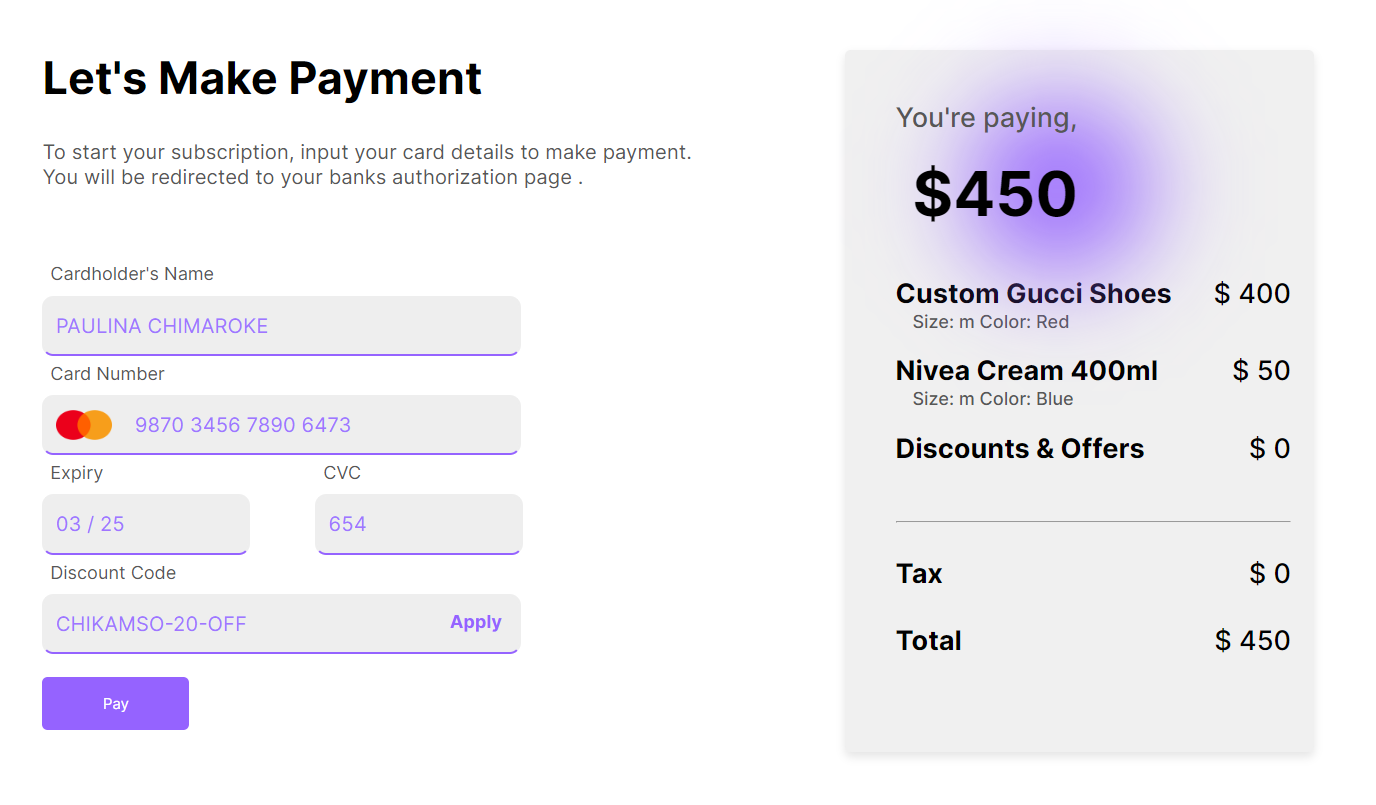 Let's Make Payment
To start your subscription, input your card details to make payment.
You will be redirected to your banks authorization page .
Cardholder's Name
PAULINA CHIMAROKE
Card Number
9870 3456 7890 6473
Expiry CVC
03 / 25 654
Discount Code
CHIKAMSO-20-OFF Apply
Pay
You're paying,
$450
Custom Gucci Shoes $ 400
Size: m Color: Red
Nivea Cream 400ml $ 50
Size: m Color: Blue
Discounts & Offers $ 0
Tax $ 0
Total $ 450